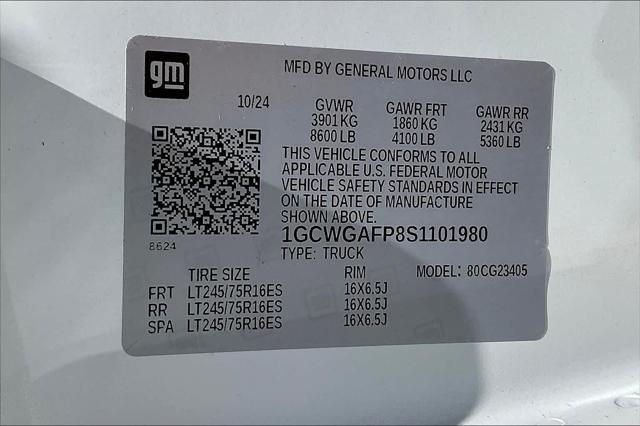 gm
MFD BY GENERAL MOTORS LLC
10/24 GVWR GAWR FRT GAWR RR
3901 KG 1860 KG 2431 KG
8600 LB 4100 LB 5360 LB
THIS VEHICLE CONFORMS TO ALL
APPLICABLE U.S. FEDERAL MOTOR
VEHICLE SAFETY STANDARDS IN EFFECT
ON THE DATE OF MANUFACTURE
SHOWN ABOVE.
1GCWGAFP8S1101980
8624
TYPE: TRUCK
TIRE SIZE RIM MODEL: 80CG23405
FRT LT245/75R16ES 16X6.5J
RR LT245/75R16ES 16X6.5J
SPA LT245/75R16ES 16X6.5J